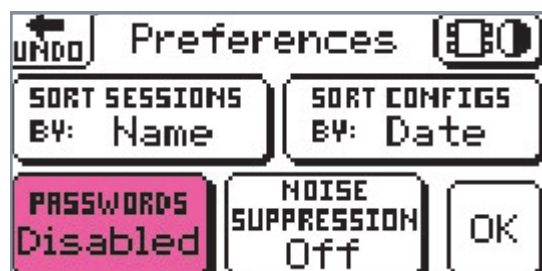 UNDO
Preferences
SORT SESSIONS
BY: Name
SORT CONFIGS
BY: Date
PASSWORDS
Disabled
NOISE
SUPPRESSION
Off
OK